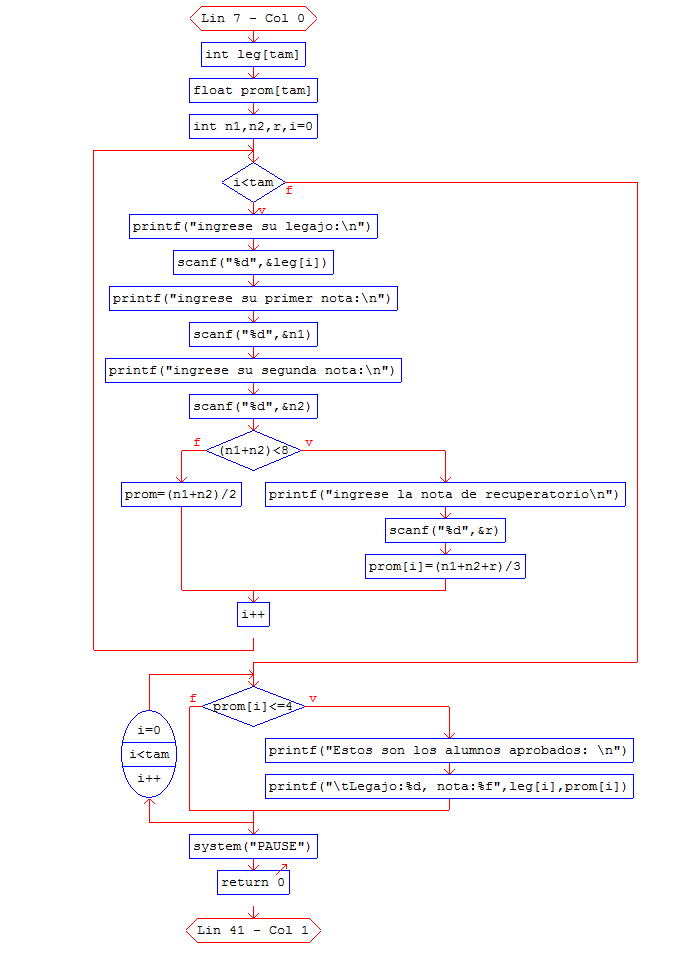 Lin 7 - Col 0
int leg[tam]
float prom[tam]
int n1,n2,r,i=0
i<tam
f
v
printf("ingrese su legajo:\n")
scanf("%d",&leg[i])
printf("ingrese su primer nota:\n")
scanf("%d",&n1)
printf("ingrese su segunda nota:\n")
scanf("%d",&n2)
f
(n1+n2)<8
v
prom=(n1+n2)/2
printf("ingrese la nota de recuperatorio\n")
scanf("%d",&r)
prom[i]=(n1+n2+r)/3
i++
f
prom[i]<=4
v
i=0
i<tam
i++
printf("Estos son los alumnos aprobados: \n")
printf("\tLegajo:%d, nota:%f",leg[i],prom[i])
system("PAUSE")
return 0
Lin 41 - Col 1